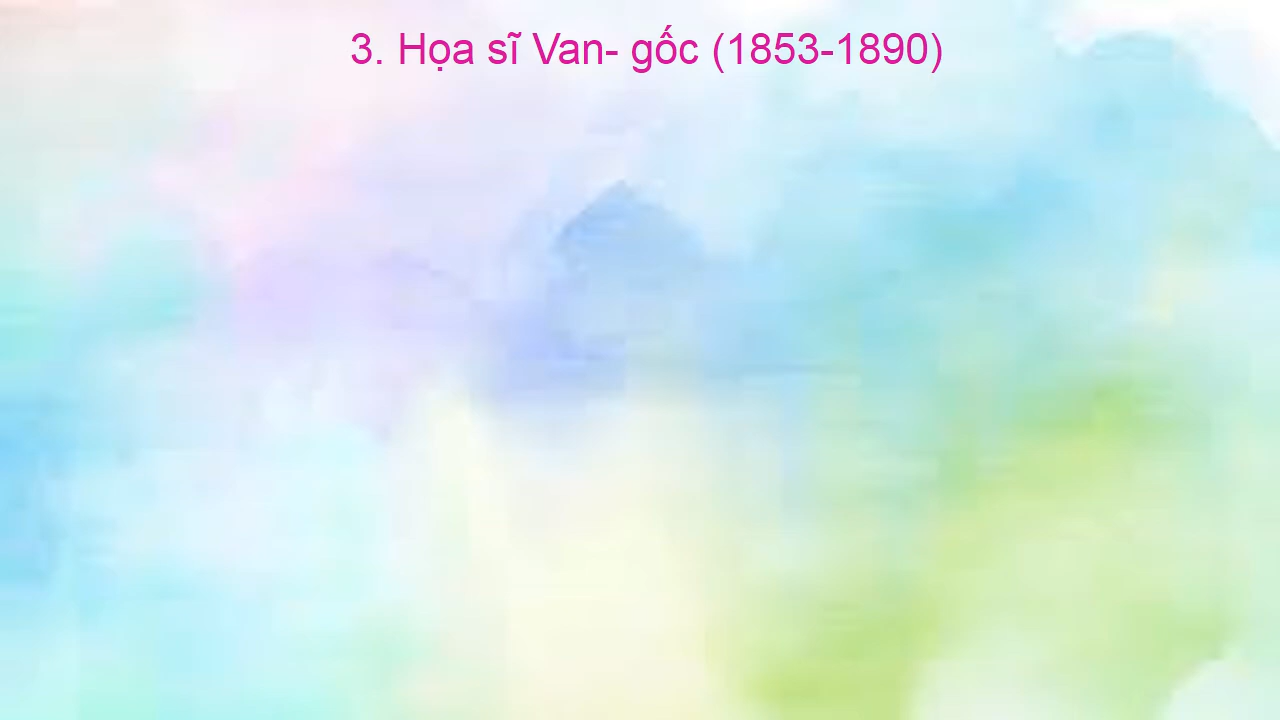 3. Họa sĩ Van- gốc (1853-1890)